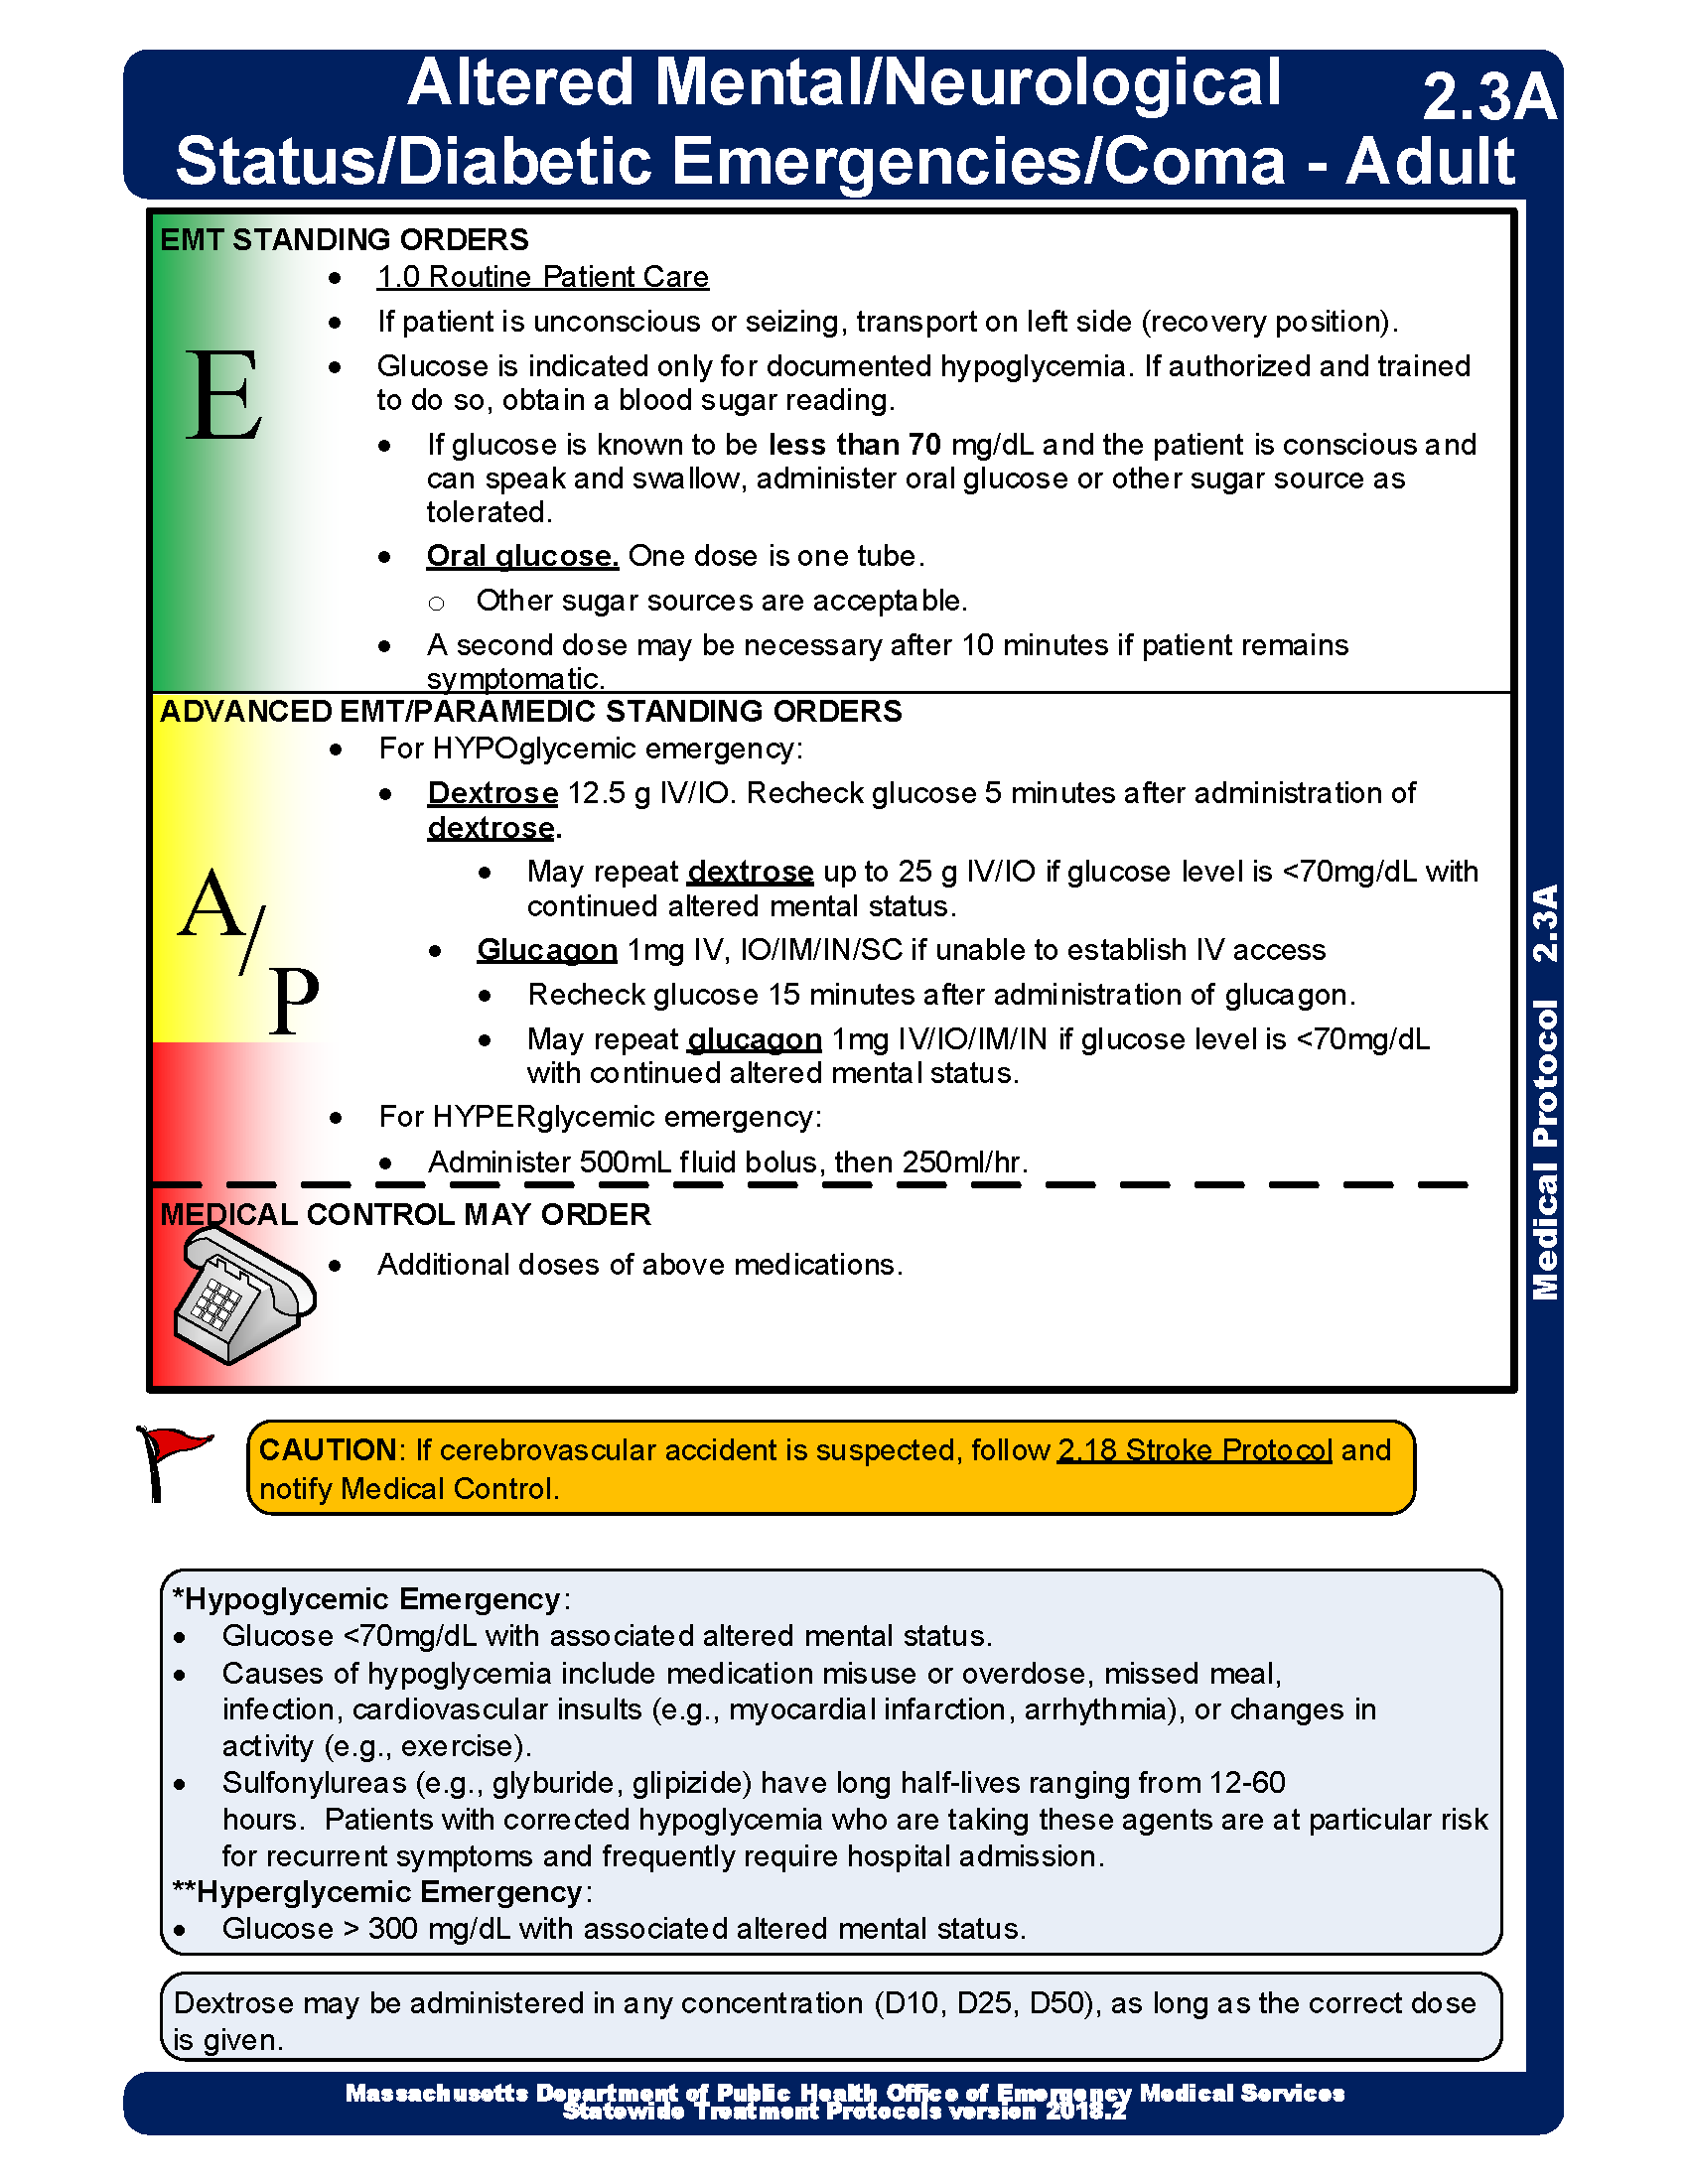 Altered Mental/Neurological
2.3A
Status/Diabetic Emergencies/Coma - Adult
EMT STANDING ORDERS
• 1.0 Routine Patient Care
• If patient is unconscious or seizing, transport on left side (recovery position).
E
• Glucose is indicated only for documented hypoglycemia. If authorized and trained
to do so, obtain a blood sugar reading.
• If glucose is known to be less than 70 mg/dL and the patient is conscious and
can speak and swallow, administer oral glucose or other sugar source as
tolerated.
• Oral glucose. One dose is one tube.
o Other sugar sources are acceptable.
• A second dose may be necessary after 10 minutes if patient remains
symptomatic.
ADVANCED EMT/PARAMEDIC STANDING ORDERS
• For HYPOglycemic emergency:
• Dextrose 12.5 g IV/IO. Recheck glucose 5 minutes after administration of
dextrose.
A/P
• May repeat dextrose up to 25 g IV/IO if glucose level is <70mg/dL with
continued altered mental status.
• Glucagon 1mg IV, IO/IM/IN/SC if unable to establish IV access
• Recheck glucose 15 minutes after administration of glucagon.
• May repeat glucagon 1mg IV/IO/IM/IN if glucose level is <70mg/dL
with continued altered mental status.
• For HYPERglycemic emergency:
• Administer 500mL fluid bolus, then 250ml/hr.
MEDICAL CONTROL MAY ORDER
• Additional doses of above medications.
Medical Protocol 2.3A
CAUTION: If cerebrovascular accident is suspected, follow 2.18 Stroke Protocol and
notify Medical Control.
*Hypoglycemic Emergency:
• Glucose <70mg/dL with associated altered mental status.
• Causes of hypoglycemia include medication misuse or overdose, missed meal,
infection, cardiovascular insults (e.g., myocardial infarction, arrhythmia), or changes in
activity (e.g., exercise).
• Sulfonylureas (e.g., glyburide, glipizide) have long half-lives ranging from 12-60
hours. Patients with corrected hypoglycemia who are taking these agents are at particular risk
for recurrent symptoms and frequently require hospital admission.
**Hyperglycemic Emergency:
• Glucose > 300 mg/dL with associated altered mental status.
Dextrose may be administered in any concentration (D10, D25, D50), as long as the correct dose
is given.
Massachusetts Department of Public Health Office of Emergency Medical Services
Statewide Treatment Protocols version 2018.2